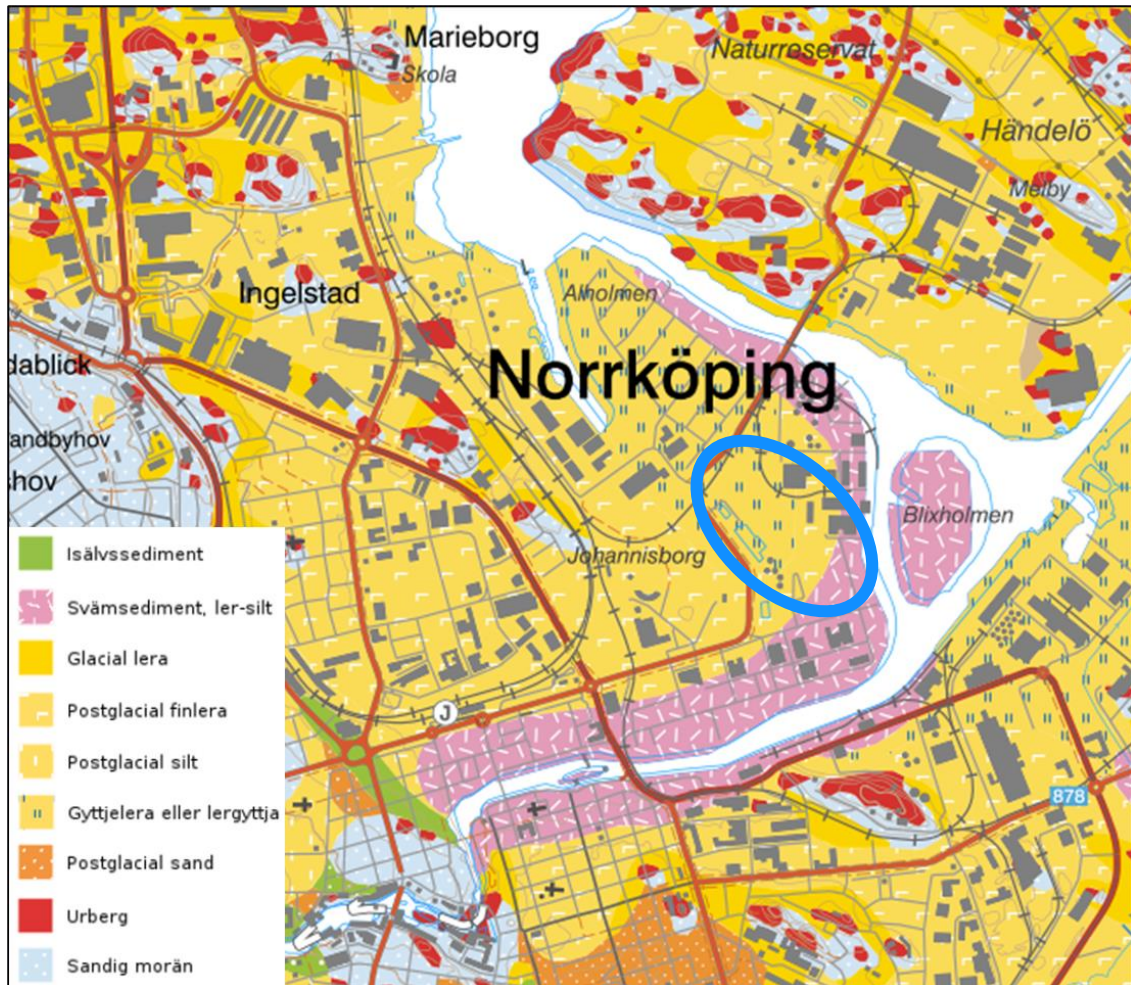 Marieborg
Skola
Naturreservat
Händelö
Melby
Ingelstad
Alholmen
dablick
Norrköping
andbyhov
shov
Blixholmen
Johannisborg
J
878
Isälvssediment
Svämsediment, ler-silt
Glacial lera
Postglacial finlera
Postglacial silt
Gyttjelera eller lergyttja
Postglacial sand
Urberg
Sandig morän